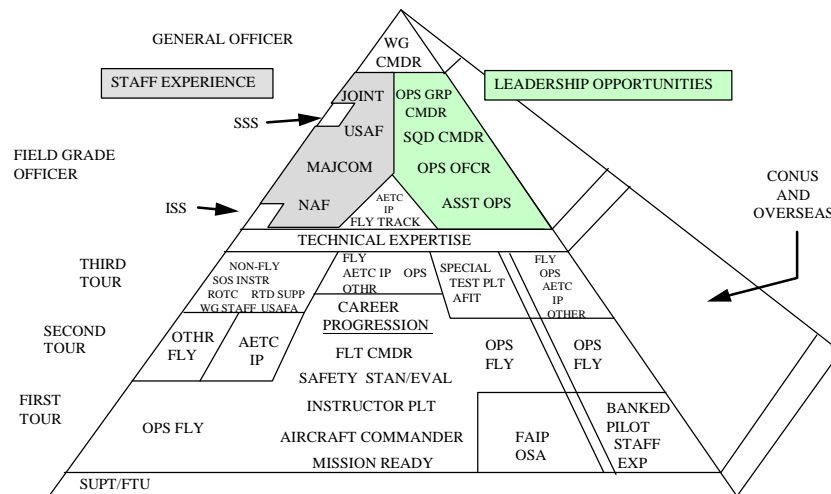 GENERAL OFFICER
WG
CMDR
STAFF EXPERIENCE
LEADERSHIP OPPORTUNITIES
JOINT
OPS GRP
CMDR
SSS
USAF
SQD CMDR
FIELD GRADE
OFFICER
MAJCOM
OPS OFCR
CONUS
AND
OVERSEAS
ISS
NAF
AETC
IP
FLY TRACK
ASST OPS
TECHNICAL EXPERTISE
THIRD
TOUR
NON-FLY
SOS INSTR
ROTC RTD SUPP
WG STAFF USAFA
FLY
AETC IP OPS
OTHR
SPECIAL
TEST PLT
AFIT
FLY
OPS
AETC
IP
OTHER
CAREER
PROGRESSION
SECOND
TOUR
OTHR
FLY
AETC
IP
FLT CMDR
OPS
FLY
OPS
FLY
SAFETY STAN/EVAL
FIRST
TOUR
INSTRUCTOR PLT
OPS FLY
AIRCRAFT COMMANDER
MISSION READY
FAIP
OSA
BANKED
PILOT
STAFF
EXP
SUPT/FTU